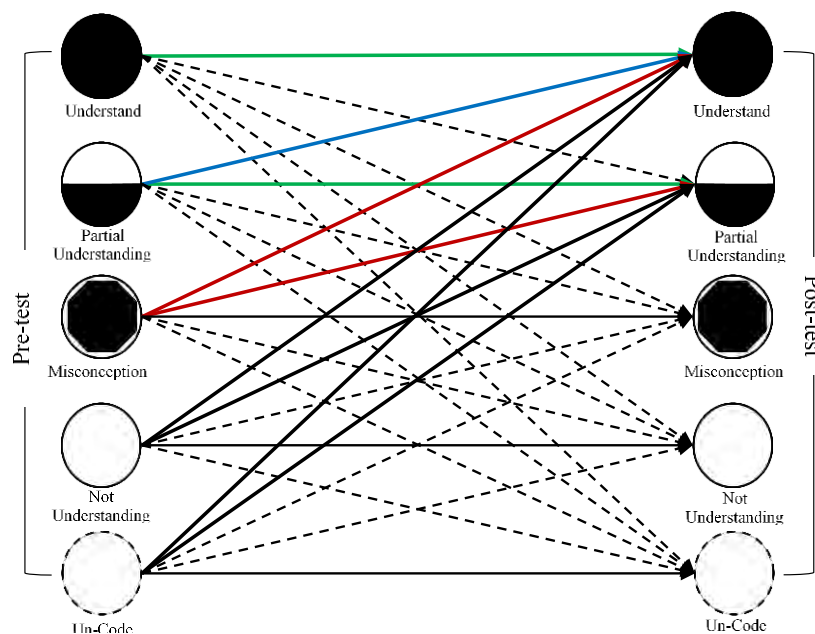 Understand
Understand
Partial
Understanding
Partial
Understanding
Pre-test
Post-test
Misconception
Misconception
Not
Understanding
Not
Understanding
Un-Code
Un-Code